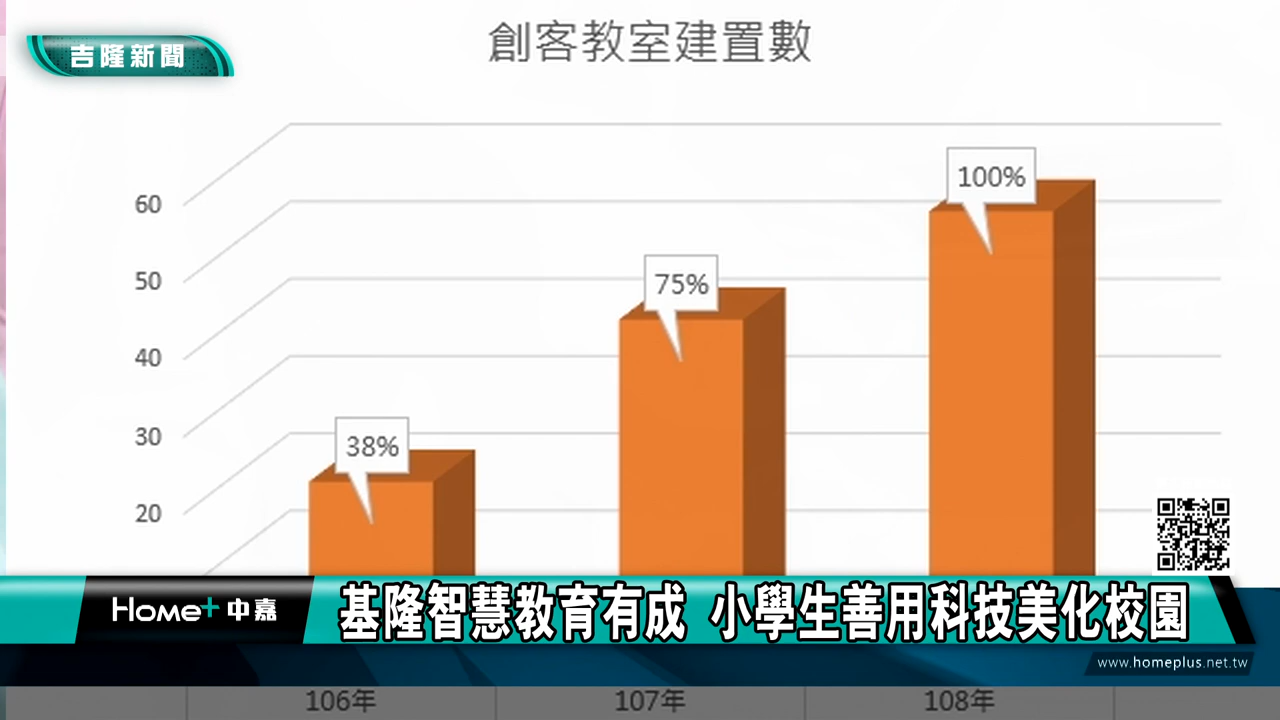 創客教室建置數
吉隆新聞
100%
60
75%
50
40
38%
30
20
Home+中嘉
基隆智慧教育有成 小學生善用科技美化校園
www.homeplus.net.tw
106年
107年
108年